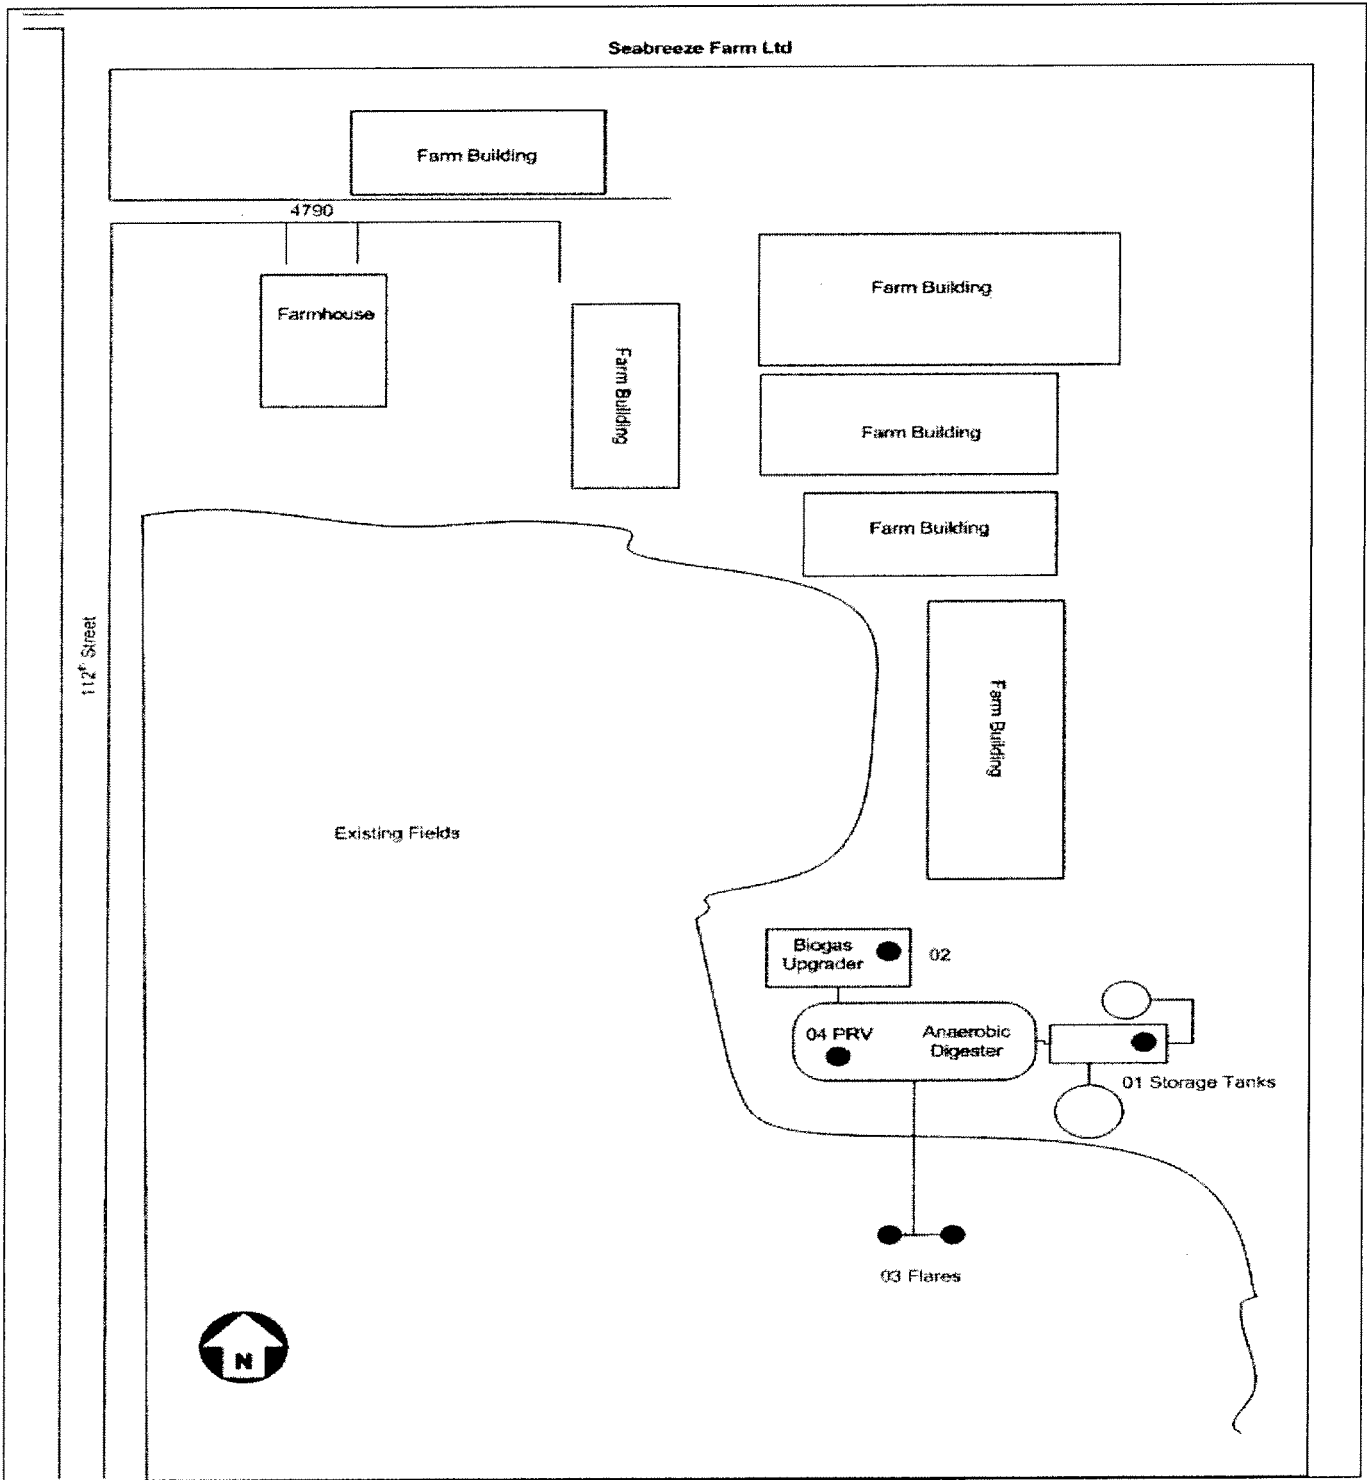 Seabreeze Farm Ltd
Farm Building
4790
Farmhouse
Farm Building
Farm Building
Farm Building
Farm Building
Farm Building
112th Street
Existing Fields
Biogas
Upgrader
02
04 PRV
Anaerobic
Digester
01 Storage Tanks
03 Flares
N